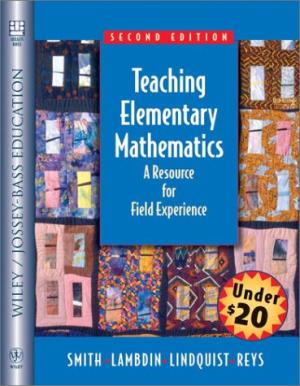 SECOND EDITION
Teaching
Elementary
Mathematics
A Resource
for
Field Experience
Under
$20
SMITH • LAMBDIN • LINDQUIST • REYS
WILEY / JOSSEY-BASS EDUCATION